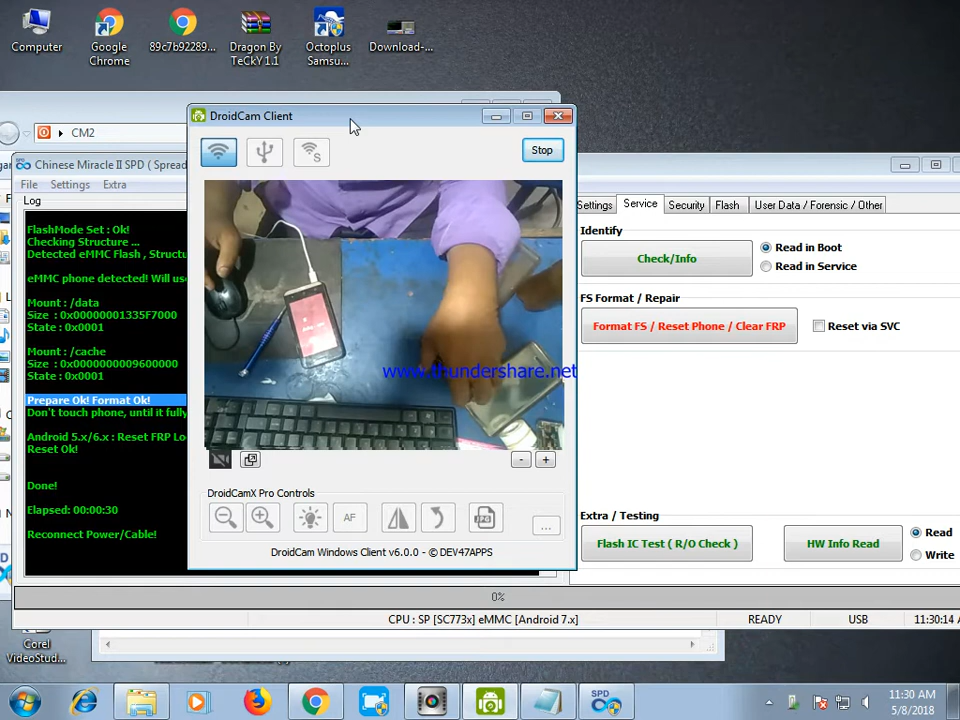 Computer
Google
Chrome
89c7b92289...
Dragon By
TeCkY 1.1
Octoplus
Samsu...
Download-...
CM2
DroidCam Client
Stop
Chinese Miracle II SPD ( Spread
File Settings Extra
Log
FlashMode Set : Ok!
Checking Structure ...
Detected eMMC Flash , Structu
eMMC phone detected! Will use
Mount : /data
Size : 0x00000001335F7000
State : 0x0001
Mount : /cache
Size : 0x0000000009600000
State : 0x0001
Prepare Ok! Format Ok!
Don't touch phone, until it fully
Android 5.x/6.x : Reset FRP Lo
Reset Ok!
Done!
Elapsed: 00:00:30
Reconnect Power/Cable!
www.thundershare.net
- +
DroidCamX Pro Controls
AF
JPG
...
DroidCam Windows Client v6.0.0 - © DEV47APPS
Settings Service Security Flash User Data / Forensic / Other
Identify
Check/Info
Read in Boot
Read in Service
FS Format / Repair
Format FS / Reset Phone / Clear FRP
Reset via SVC
Extra / Testing
Flash IC Test ( R/O Check )
HW Info Read
Read
Write
0%
CPU : SP [SC773x] eMMC [Android 7.x] READY USB 11:30:14
Corel
VideoStud...
SPD
11:30 AM
5/8/2018